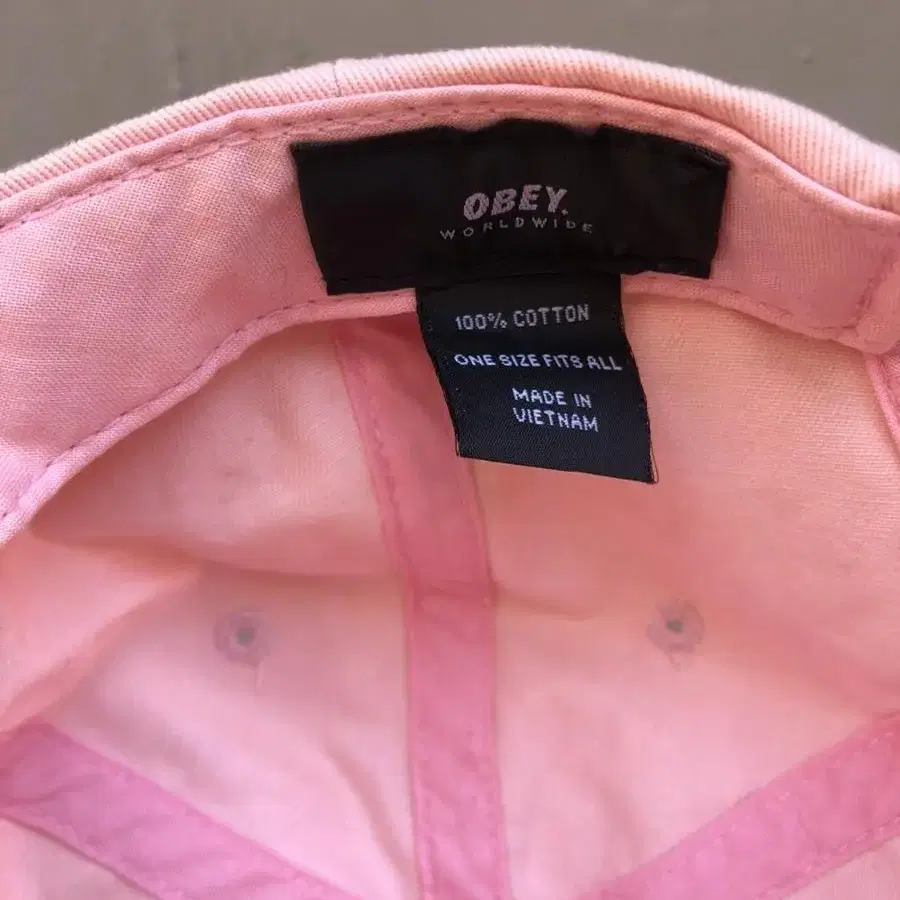 OBEY.
WORLDWIDE
100% COTTON
ONE SIZE FITS ALL
MADE IN
VIETNAM